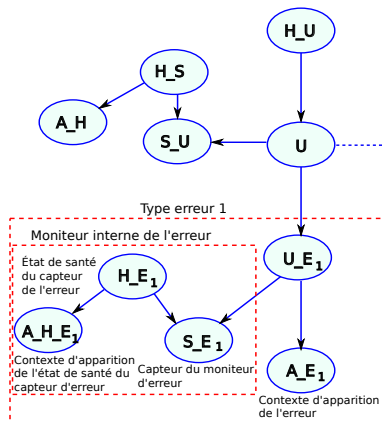 H_U
H_S
A_H
S_U
U
Type erreur 1
Moniteur interne de l'erreur
État de santé
du capteur
de l'erreur
H_E1
U_E1
A_H_E1
S_E1
Contexte d'apparition
de l'état de santé du
capteur d'erreur
Capteur du moniteur
d'erreur
A_E1
Contexte d'apparition
de l'erreur